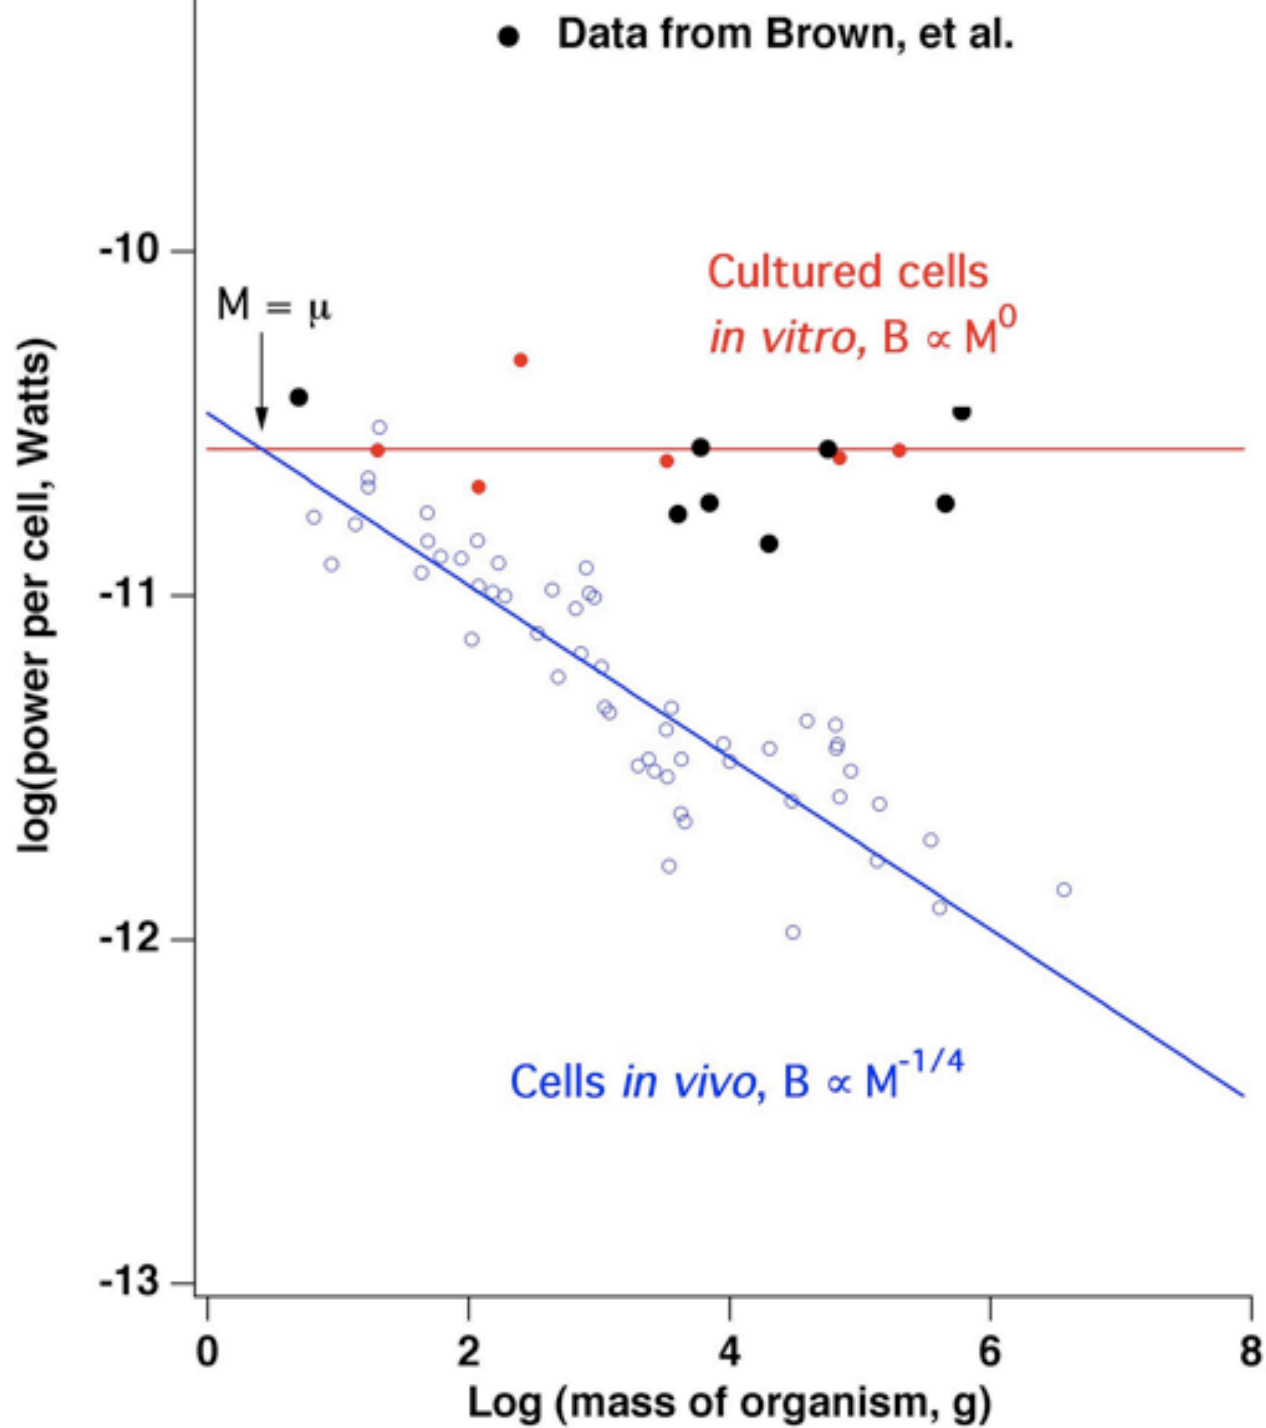 Data from Brown, et al.
-10
Cultured cells
in vitro, B ∝ M⁰
M = μ
log(power per cell, Watts)
-11
-12
Cells in vivo, B ∝ M⁻¹/⁴
-13
0 2 4 6 8
Log (mass of organism, g)